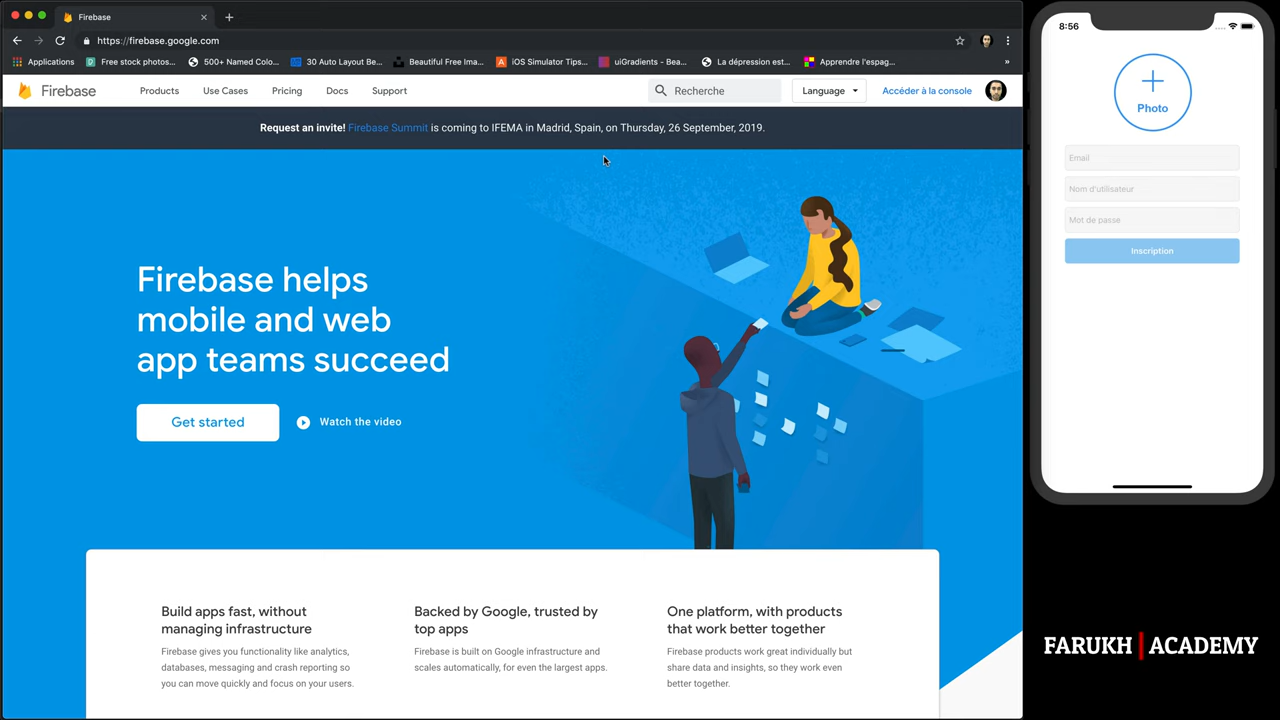 Firebase
https://firebase.google.com
Applications
Free stock photos...
500+ Named Colo...
30 Auto Layout Be...
Beautiful Free Ima...
iOS Simulator Tips...
uiGradients - Bea...
La dépression est...
Apprendre l'espag...
»
Firebase
Products
Use Cases
Pricing
Docs
Support
Recherche
Language
Accéder à la console
Request an invite! Firebase Summit is coming to IFEMA in Madrid, Spain, on Thursday, 26 September, 2019.
Firebase helps
mobile and web
app teams succeed
Get started
Watch the video
Build apps fast, without
managing infrastructure
Firebase gives you functionality like analytics,
databases, messaging and crash reporting so
you can move quickly and focus on your users.
Backed by Google, trusted by
top apps
Firebase is built on Google infrastructure and
scales automatically, for even the largest apps.
One platform, with products
that work better together
Firebase products work great individually but
share data and insights, so they work even
better together.
8:56
Photo
Email
Nom d'utilisateur
Mot de passe
Inscription
FARUKH | ACADEMY